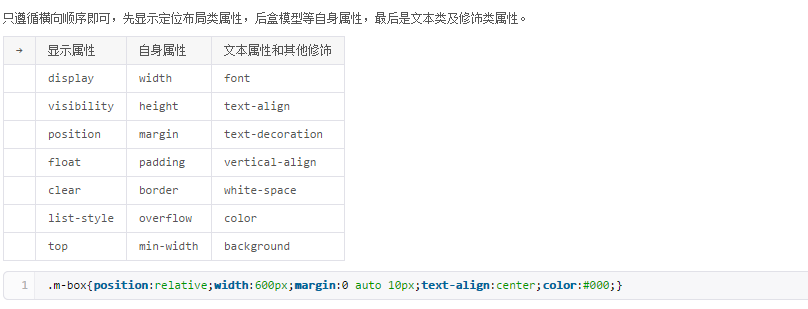 只遵循横向顺序即可，先显示定位布局类属性，后盒模型等自身属性，最后是文本类及修饰类属性。
→ 显示属性 自身属性 文本属性和其他修饰
display width font
visibility height text-align
position margin text-decoration
float padding vertical-align
clear border white-space
list-style overflow color
top min-width background
1 .m-box{position:relative;width:600px;margin:0 auto 10px;text-align:center;color:#000;}